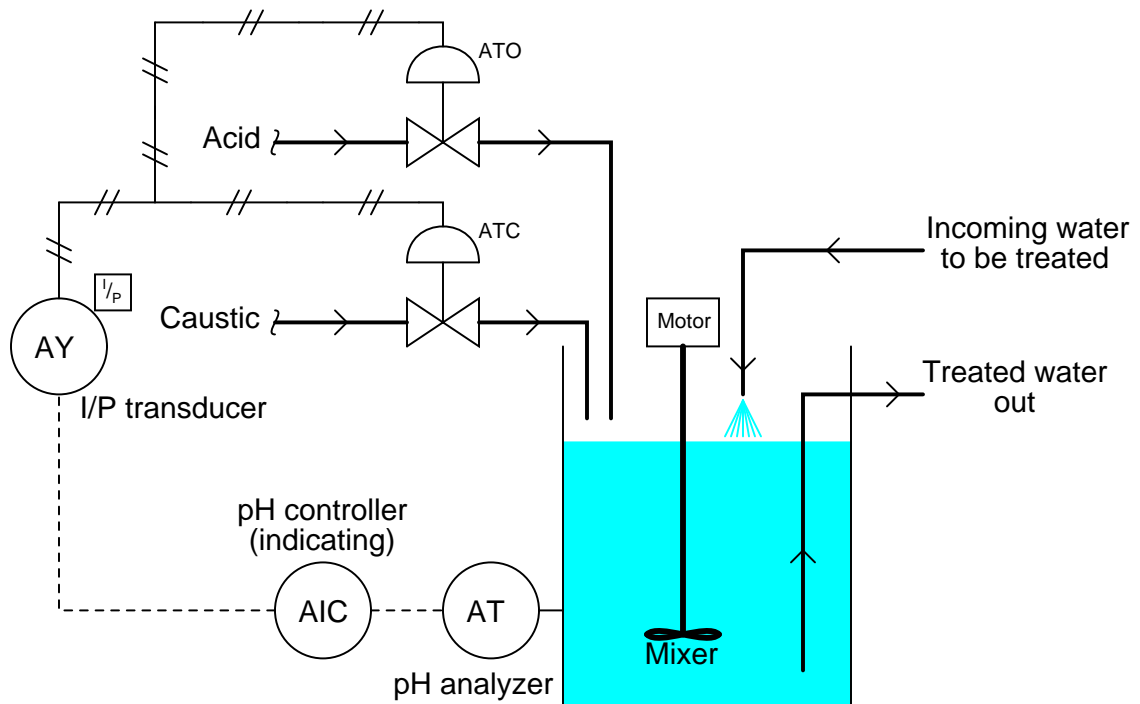 ATO
Acid
ATC
Incoming water
to be treated
I/P
Caustic
Motor
AY
Treated water
out
I/P transducer
pH controller
(indicating)
AIC
AT
Mixer
pH analyzer